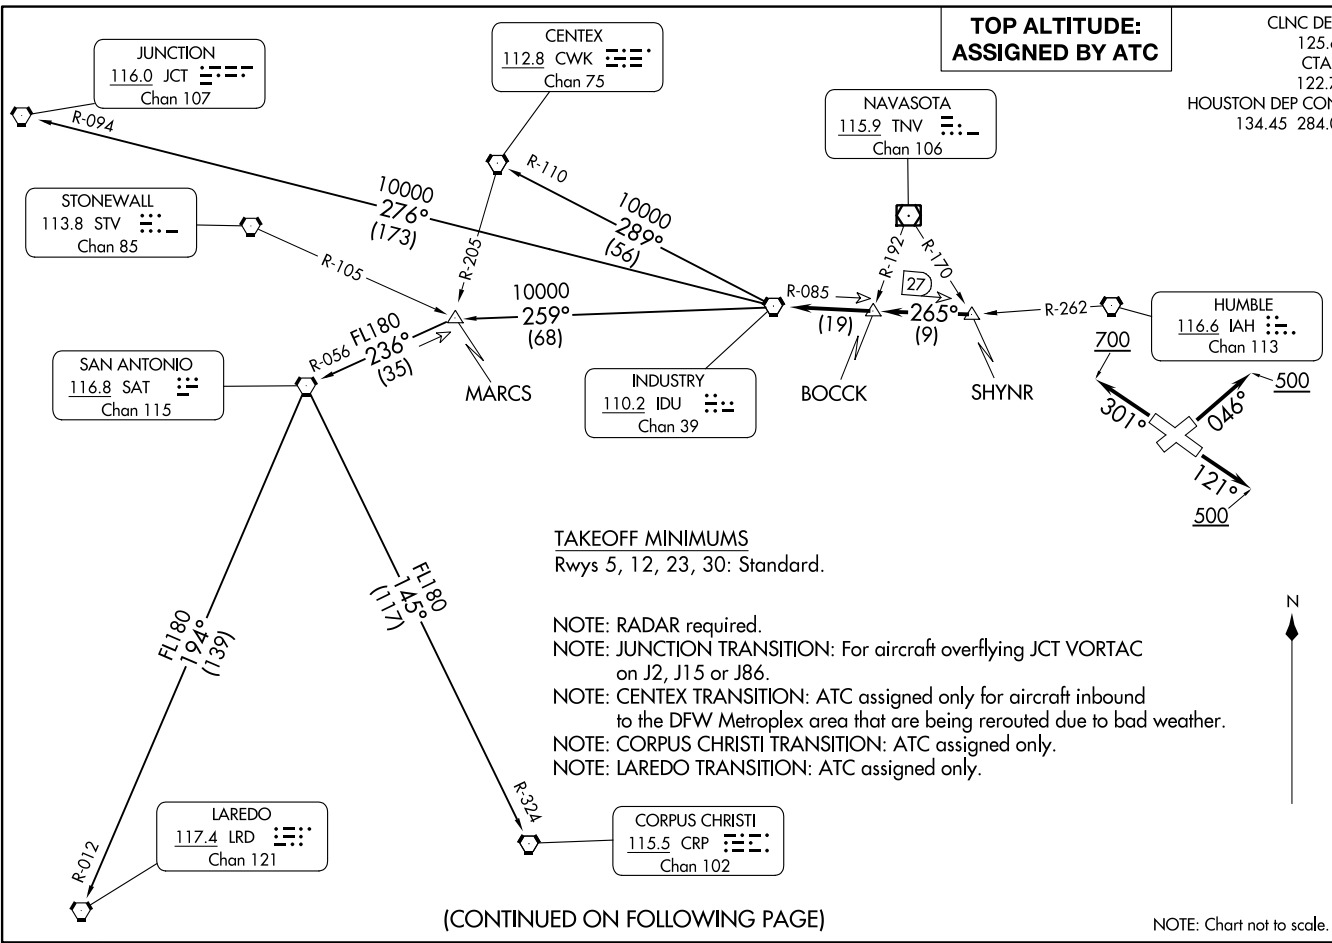 TOP ALTITUDE:
ASSIGNED BY ATC
CLNC DE
CTA
122.
HOUSTON DEP CON
134.45 284.
JUNCTION
116.0 JCT
Chan 107
CENTEX
112.8 CWK
Chan 75
NAVASOTA
115.9 TNV
Chan 106
STONEWALL
113.8 STV
Chan 85
SAN ANTONIO
116.8 SAT
Chan 115
INDUSTRY
110.2 IDU
Chan 39
HUMBLE
116.6 IAH
Chan 113
LAREDO
117.4 LRD
Chan 121
CORPUS CHRISTI
115.5 CRP
Chan 102
R-094
10000
276°
(173)
R-110
10000
289°
(56)
R-205
R-105
10000
259°
(68)
R-056
FL180
236°
(35)
MARCS
R-085
(19)
R-192
R-170
27
265°
(9)
BOCCK
SHYNR
R-262
700
301°
046°
500
121°
500
FL180
194°
(139)
R-012
FL180
145°
(117)
R-324
TAKEOFF MINIMUMS
Rwys 5, 12, 23, 30: Standard.
NOTE: RADAR required.
NOTE: JUNCTION TRANSITION: For aircraft overflying JCT VORTAC
on J2, J15 or J86.
NOTE: CENTEX TRANSITION: ATC assigned only for aircraft inbound
to the DFW Metroplex area that are being rerouted due to bad weather.
NOTE: CORPUS CHRISTI TRANSITION: ATC assigned only.
NOTE: LAREDO TRANSITION: ATC assigned only.
N
(CONTINUED ON FOLLOWING PAGE)
NOTE: Chart not to scale.